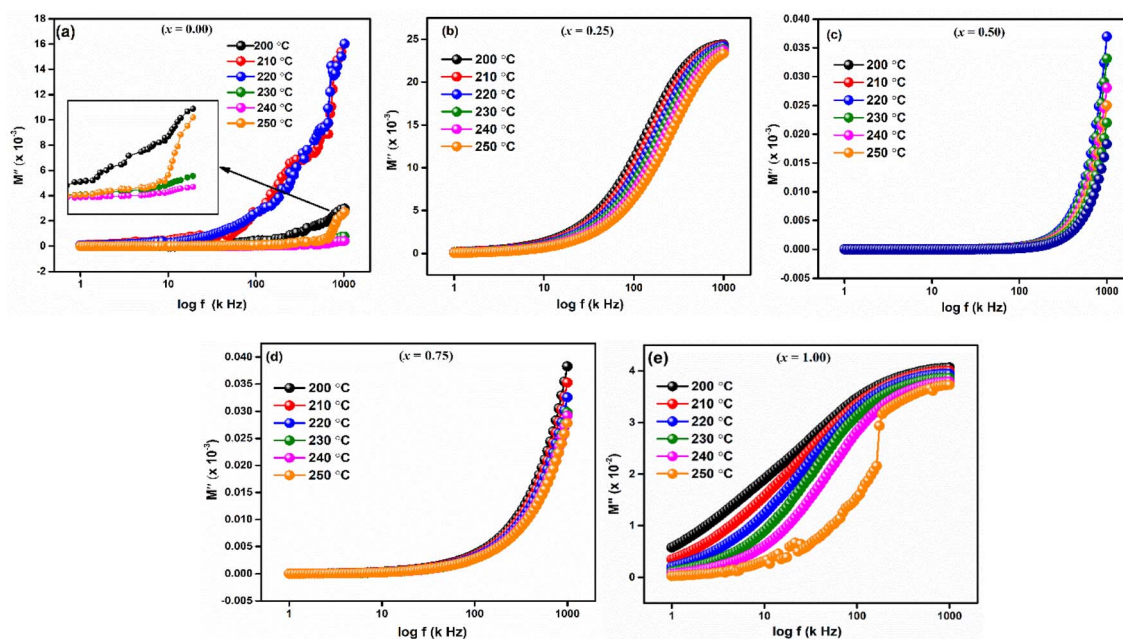 (a)
(x = 0.00)
18
16
14
12
10
8
6
4
2
0
-2
M'' (x 10⁻³)
200 °C
210 °C
220 °C
230 °C
240 °C
250 °C
1
10
100
1000
log f (k Hz)
(b)
(x = 0.25)
25
20
15
10
5
0
M'' (x 10⁻³)
200 °C
210 °C
220 °C
230 °C
240 °C
250 °C
1
10
100
1000
log f (k Hz)
(c)
(x = 0.50)
0.040
0.035
0.030
0.025
0.020
0.015
0.010
0.005
0.000
-0.005
M'' (x 10⁻³)
200 °C
210 °C
220 °C
230 °C
240 °C
250 °C
1
10
100
1000
log f (k Hz)
(d)
(x = 0.75)
0.040
0.035
0.030
0.025
0.020
0.015
0.010
0.005
0.000
-0.005
M'' (x 10⁻³)
200 °C
210 °C
220 °C
230 °C
240 °C
250 °C
1
10
100
1000
log f (k Hz)
(e)
(x = 1.00)
4
3
2
1
0
M'' (x 10⁻²)
200 °C
210 °C
220 °C
230 °C
240 °C
250 °C
1
10
100
1000
log f (k Hz)